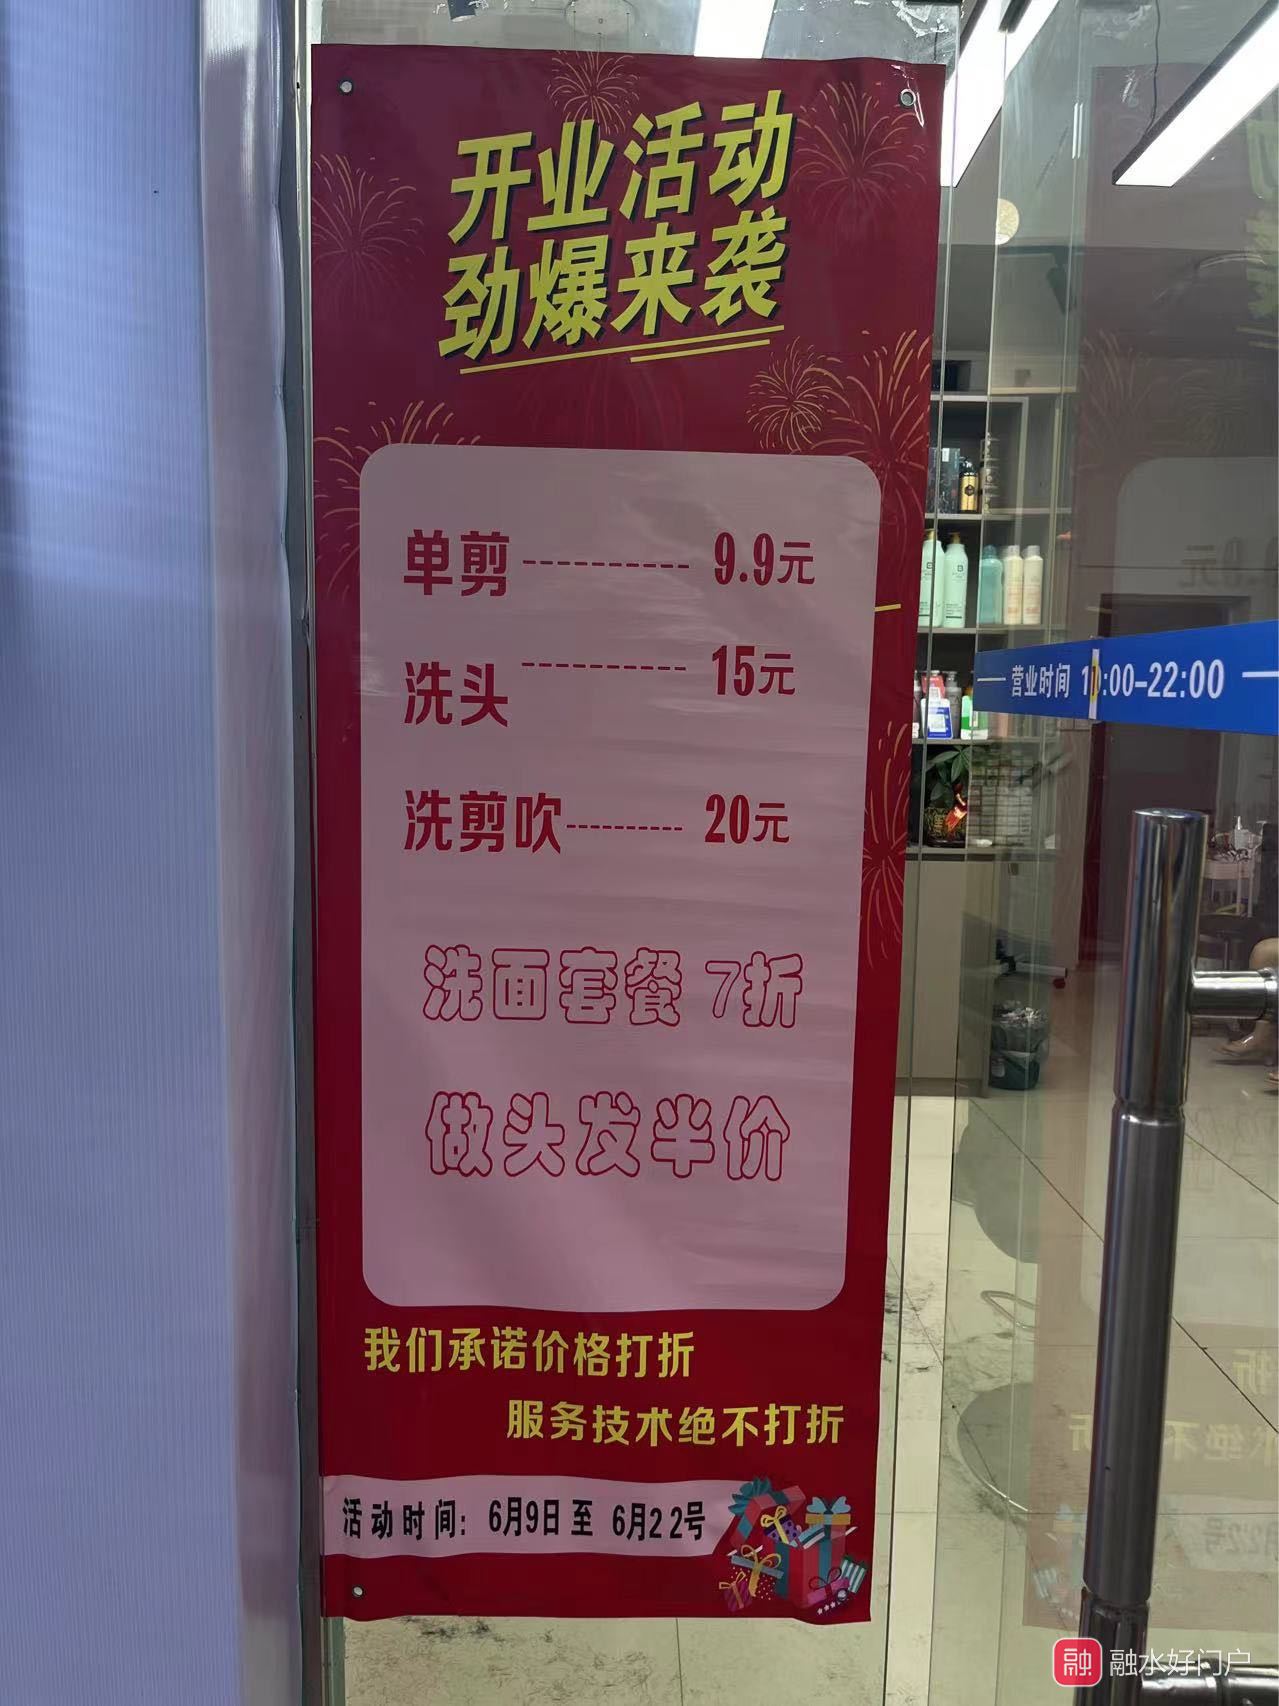 开业活动
劲爆来袭
单剪---------- 9.9元
洗头---------- 15元
洗剪吹---------- 20元
洗面套餐 7折
做头发半价
我们承诺价格打折
服务技术绝不打折
活动时间: 6月9日 至 6月22号
营业时间 10:00-22:00
融 融水好门户